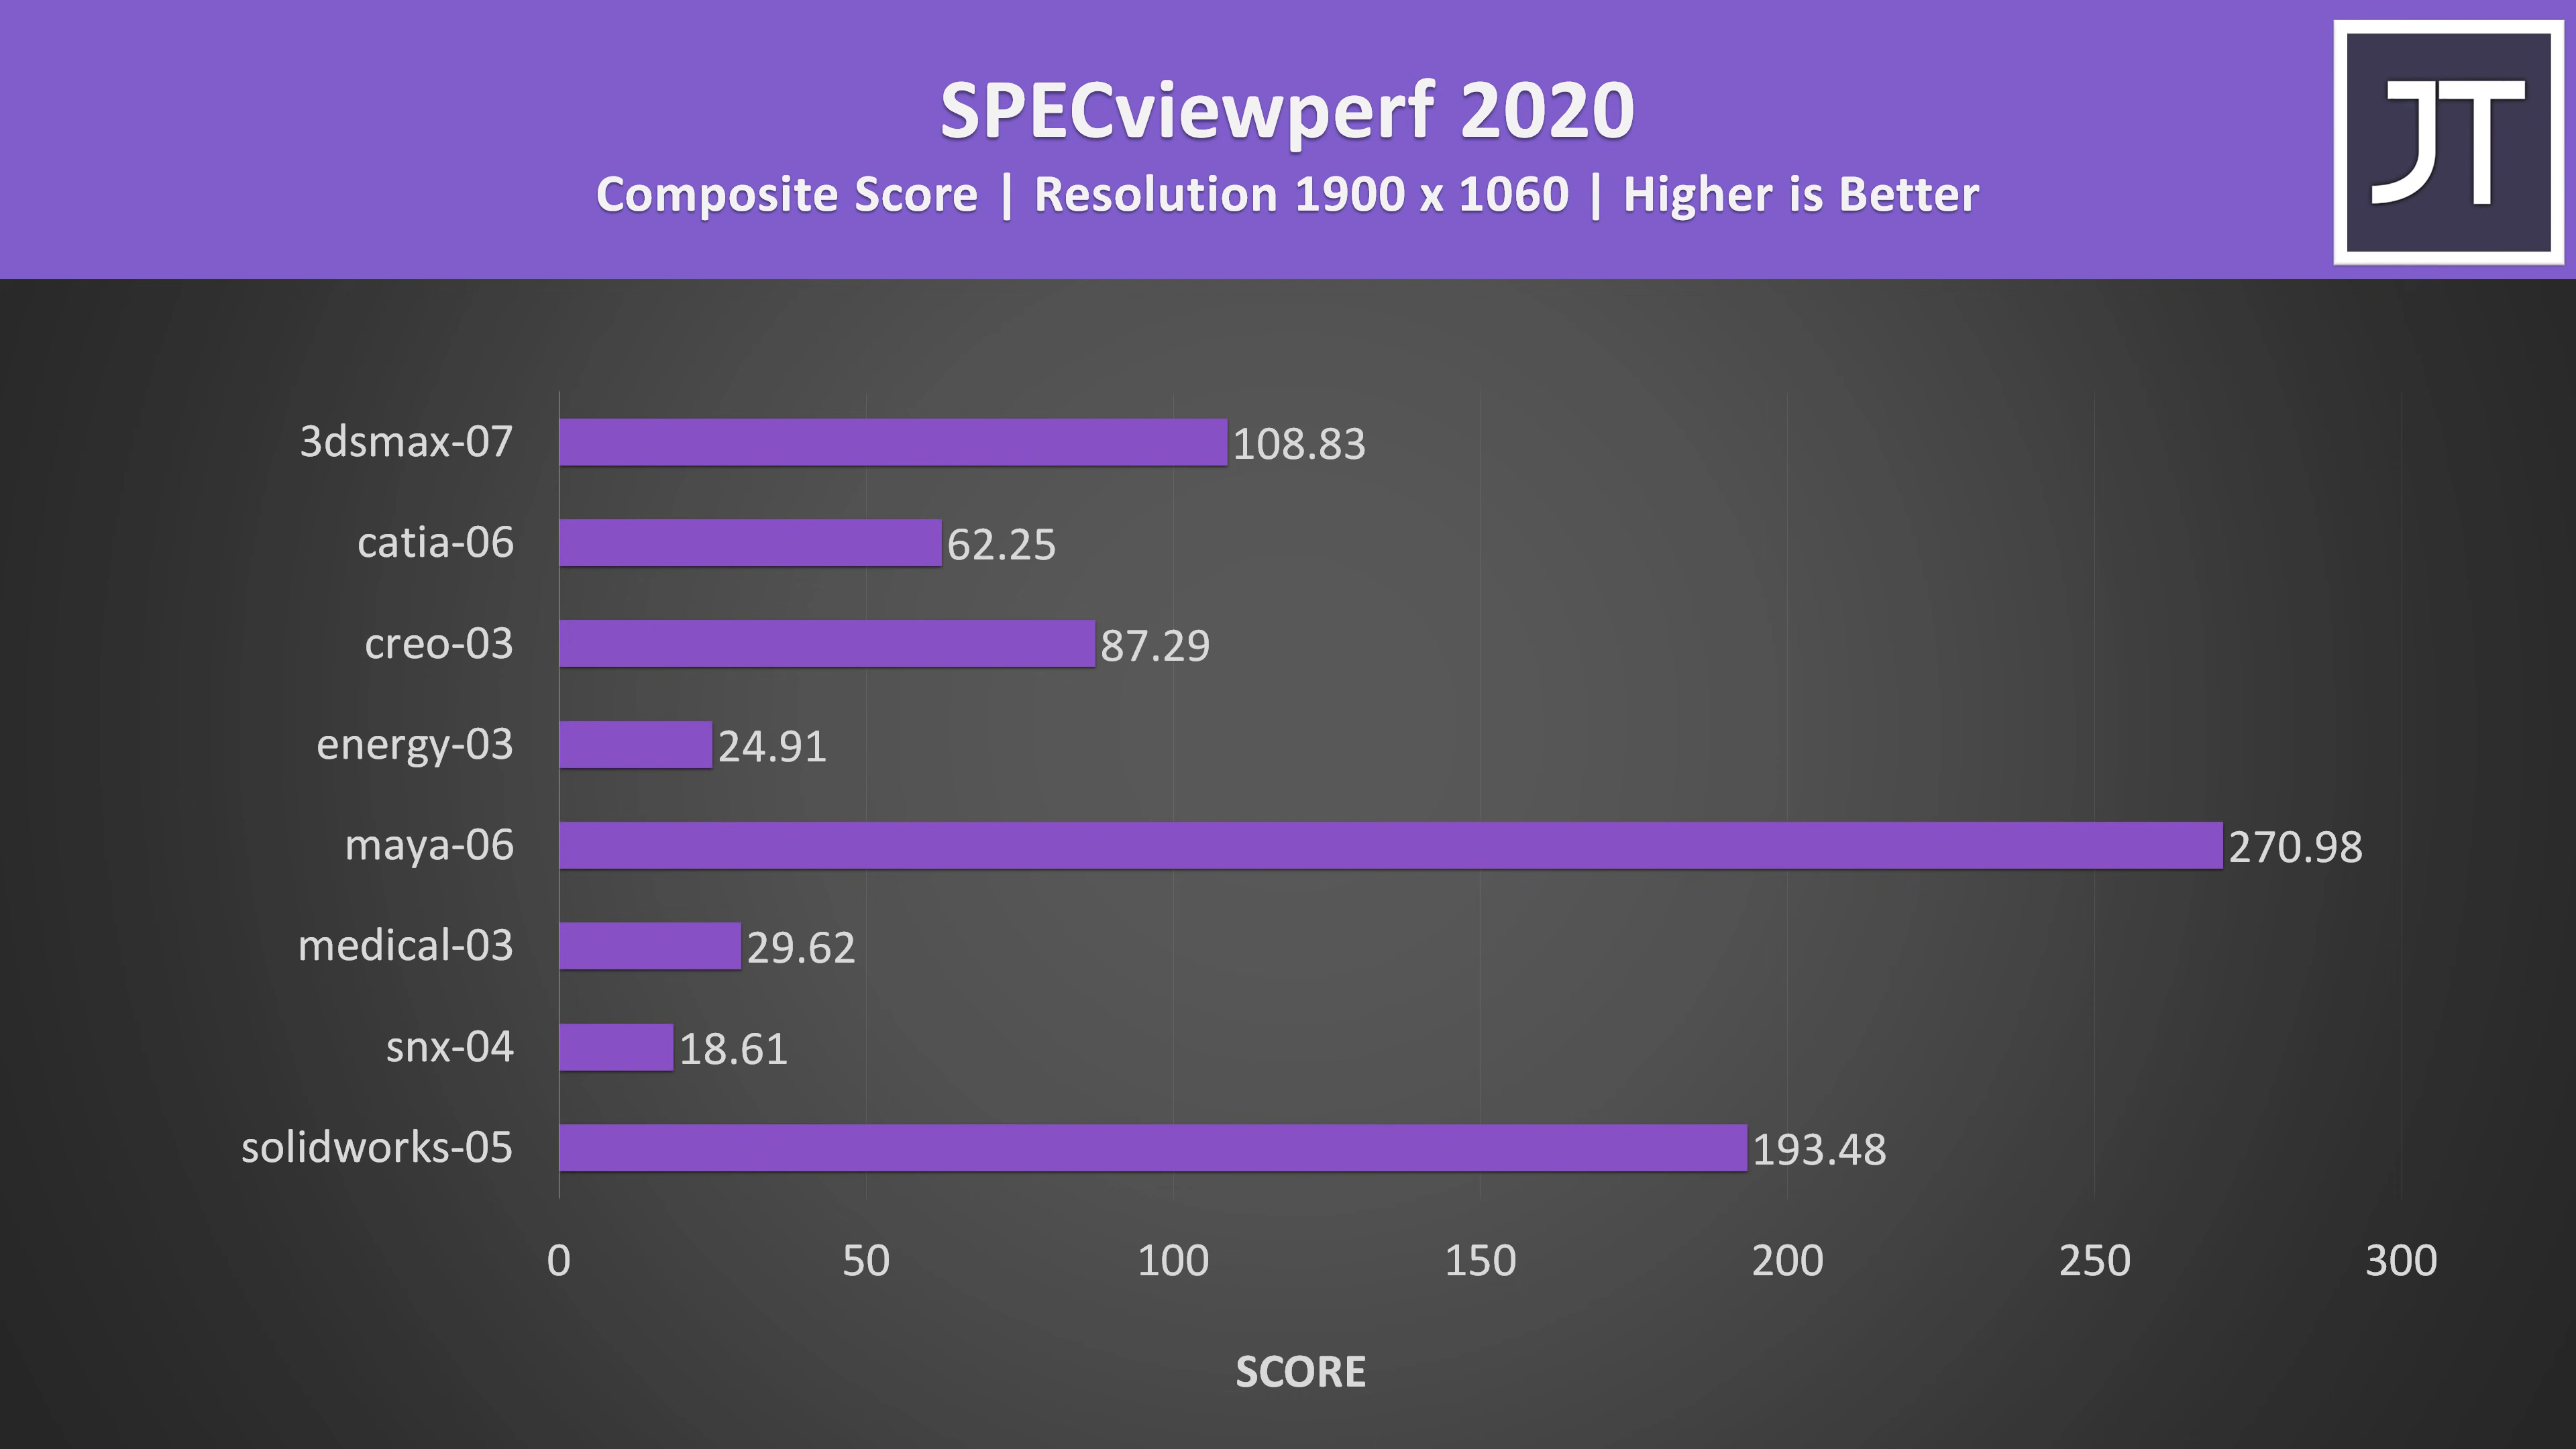 SPECviewperf 2020
Composite Score | Resolution 1900 x 1060 | Higher is Better
JT
3dsmax-07 108.83
catia-06 62.25
creo-03 87.29
energy-03 24.91
maya-06 270.98
medical-03 29.62
snx-04 18.61
solidworks-05 193.48
0 50 100 150 200 250 300
SCORE